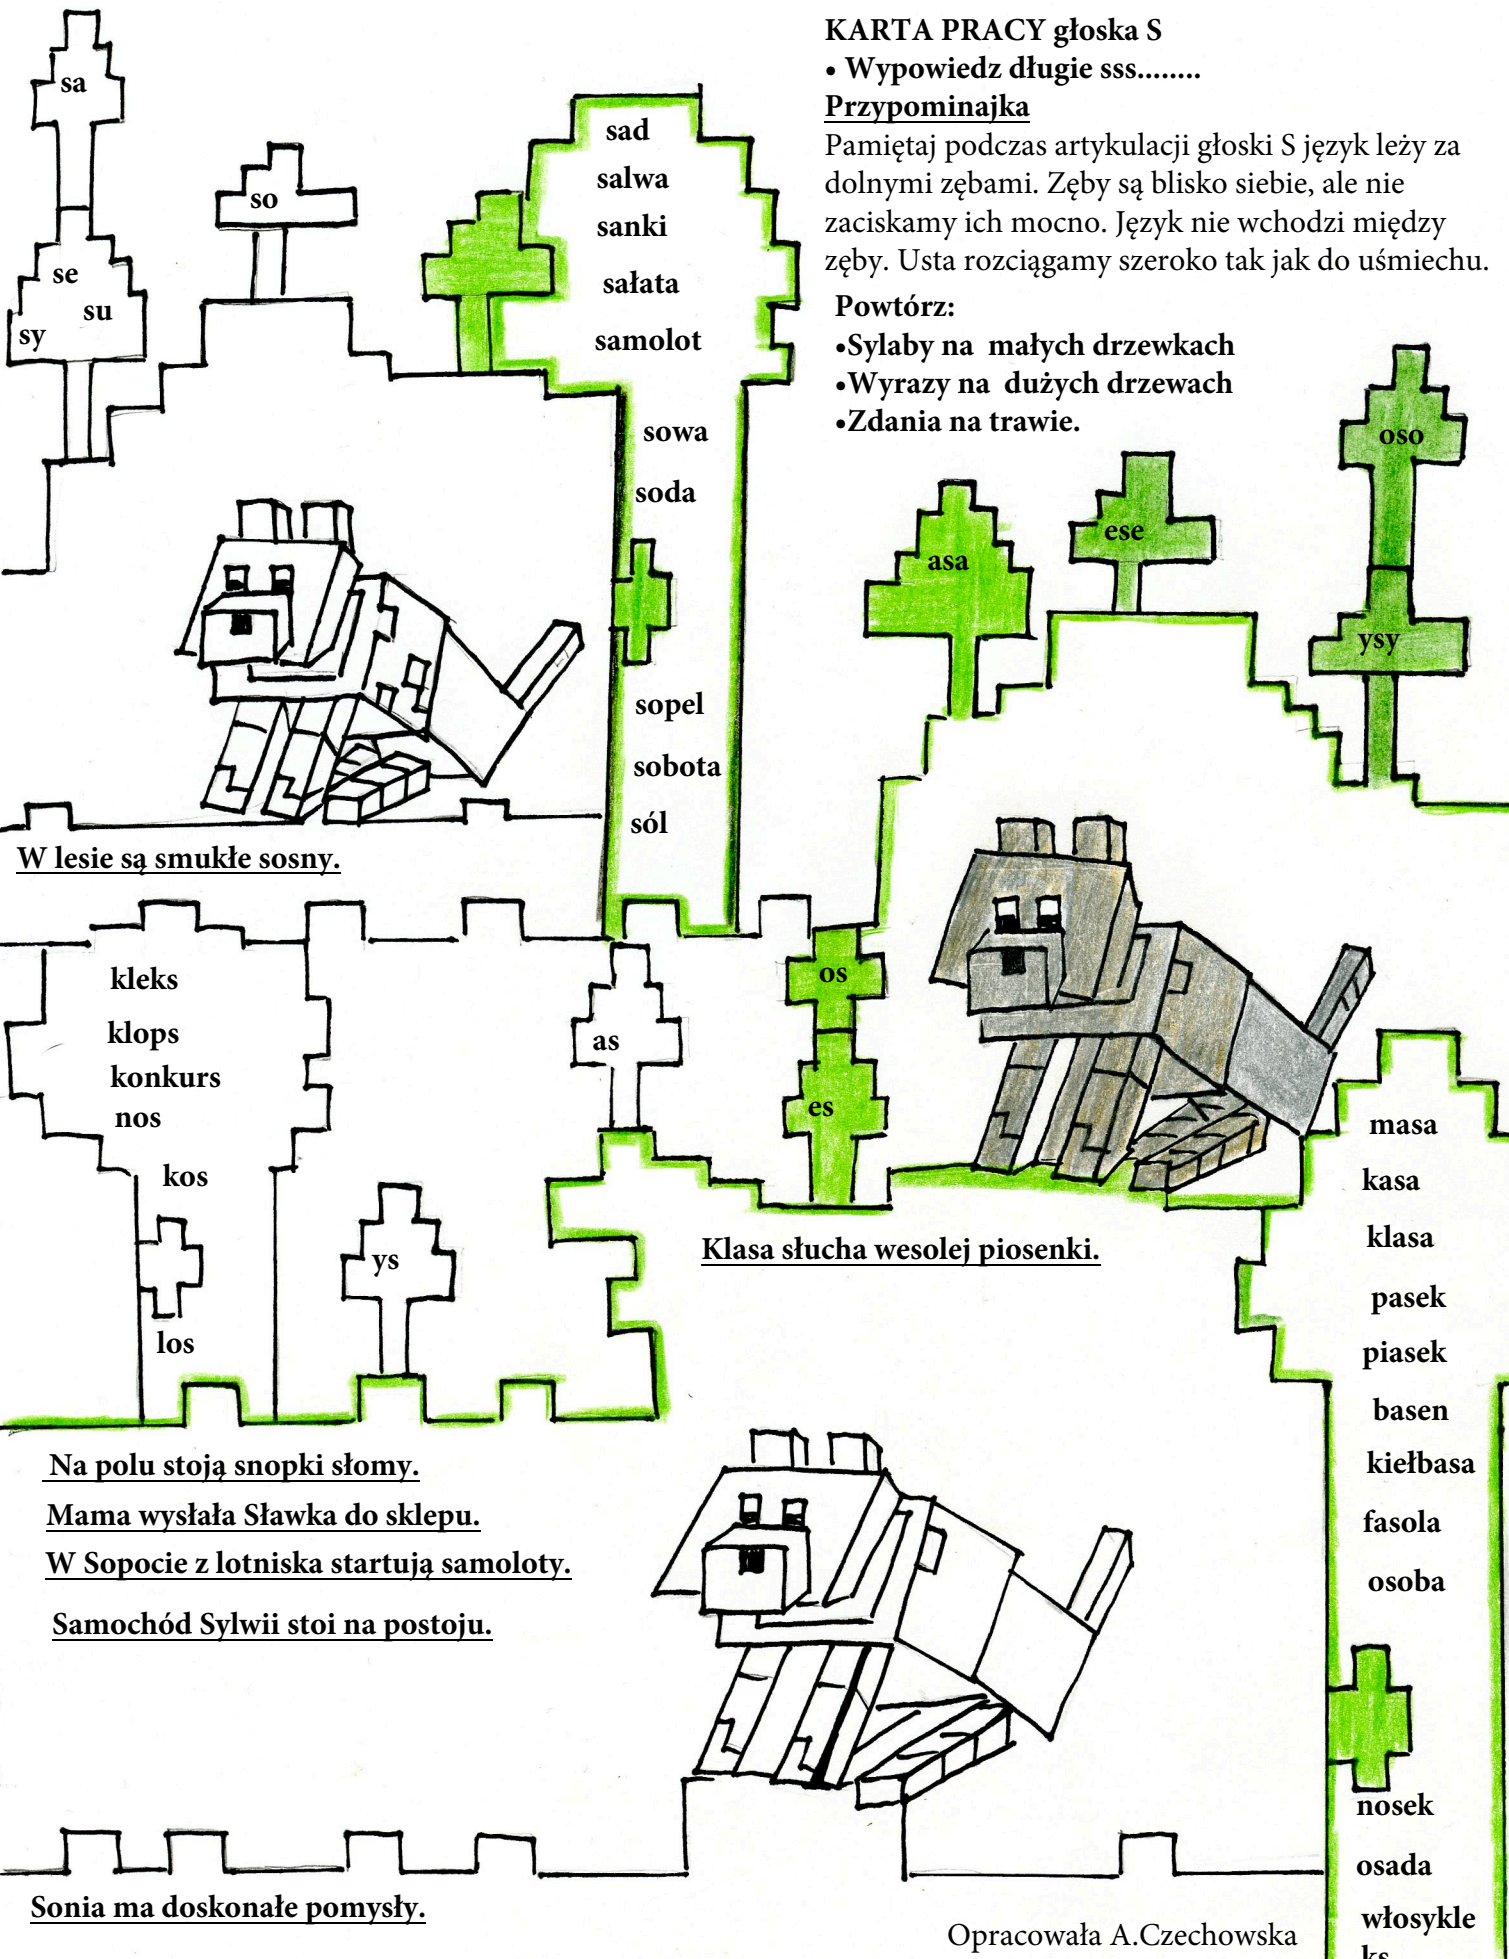 KARTA PRACY głoska S
• Wypowiedz długie sss........
Przypominajka
Pamiętaj podczas artykulacji głoski S język leży za
dolnymi zębami. Zęby są blisko siebie, ale nie
zaciskamy ich mocno. Język nie wchodzi między
zęby. Usta rozciągamy szeroko tak jak do uśmiechu.
Powtórz:
•Sylaby na małych drzewkach
•Wyrazy na dużych drzewach
•Zdania na trawie.
sa
so
se
su
sy
sad
salwa
sanki
sałata
samolot
sowa
soda
sopel
sobota
sól
oso
ese
asa
ysy
W lesie są smukłe sosny.
kleks
klops
konkurs
nos
kos
los
as
ys
os
es
Klasa słucha wesolej piosenki.
masa
kasa
klasa
pasek
piasek
basen
kiełbasa
fasola
osoba
nosek
osada
włosykle
ks
Na polu stoją snopki słomy.
Mama wysłała Sławka do sklepu.
W Sopocie z lotniska startują samoloty.
Samochód Sylwii stoi na postoju.
Sonia ma doskonałe pomysły.
Opracowała A.Czechowska